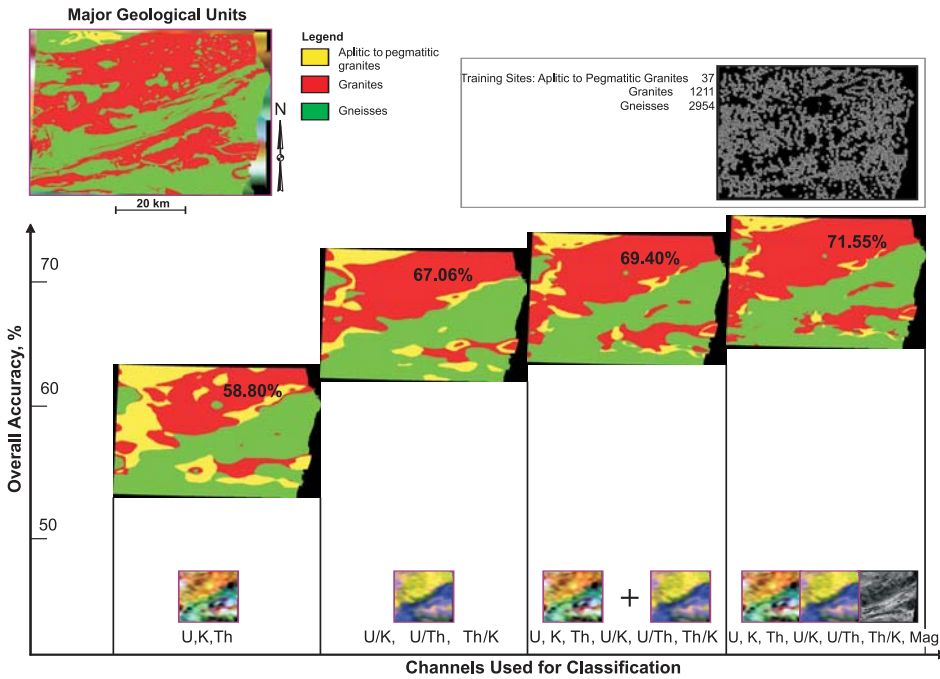 Major Geological Units
Legend
Aplitic to pegmatitic
granites
Granites
Gneisses
N
20 km
Training Sites: Aplitic to Pegmatitic Granites 37
Granites 1211
Gneisses 2954
Overall Accuracy, %
70
60
50
58.80%
67.06%
69.40%
71.55%
+
U,K,Th
U/K, U/Th, Th/K
U, K, Th, U/K, U/Th, Th/K
U, K, Th, U/K, U/Th, Th/K, Mag
Channels Used for Classification